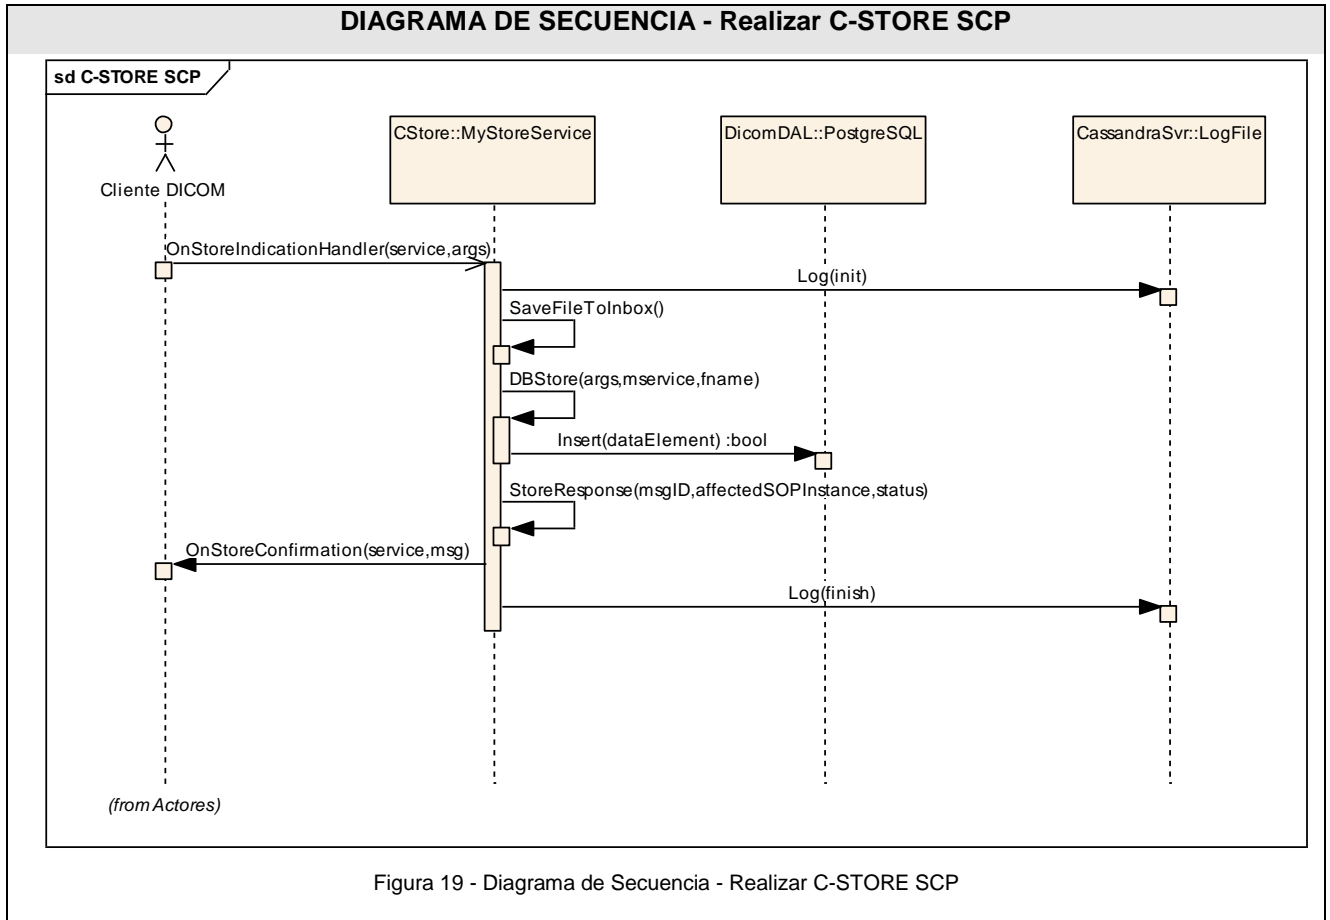 DIAGRAMA DE SECUENCIA - Realizar C-STORE SCP
sd C-STORE SCP
CStore::MyStoreService
DicomDAL::PostgreSQL
CassandraSvr::LogFile
Cliente DICOM
OnStoreIndicationHandler(service,args)
Log(init)
SaveFileToInbox()
DBStore(args,mservice,fname)
Insert(dataElement) :bool
StoreResponse(msgID,affectedSOPInstance,status)
OnStoreConfirmation(service,msg)
Log(finish)
(from Actores)
Figura 19 - Diagrama de Secuencia - Realizar C-STORE SCP